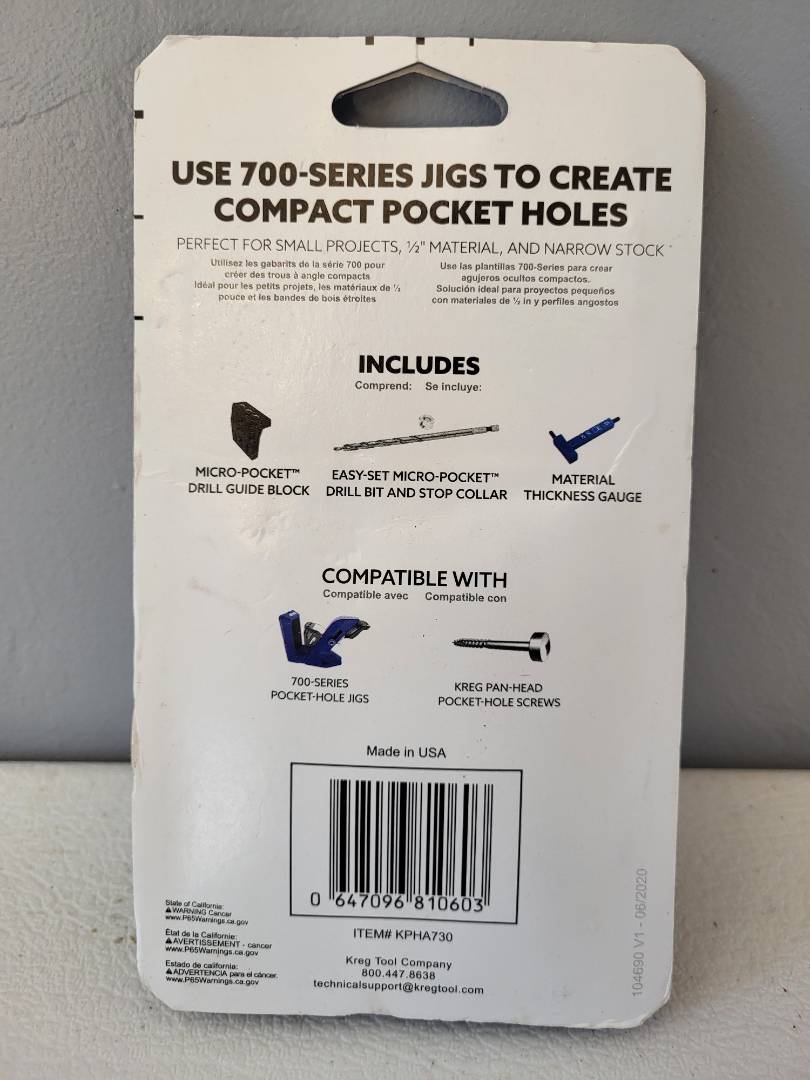 USE 700-SERIES JIGS TO CREATE
COMPACT POCKET HOLES
PERFECT FOR SMALL PROJECTS, ½" MATERIAL, AND NARROW STOCK
Utilisez les gabarits de la série 700 pour
créer des trous à angle compacts
Idéal pour les petits projets, les matériaux de ½
pouce et les bandes de bois étroites
Use las plantillas 700-Series para crear
agujeros ocultos compactos.
Solución ideal para proyectos pequeños
con materiales de ½ in y perfiles angostos
INCLUDES
Comprend: Se incluye:
MICRO-POCKET™
DRILL GUIDE BLOCK
EASY-SET MICRO-POCKET™
DRILL BIT AND STOP COLLAR
MATERIAL
THICKNESS GAUGE
COMPATIBLE WITH
Compatible avec Compatible con
700-SERIES
POCKET-HOLE JIGS
KREG PAN-HEAD
POCKET-HOLE SCREWS
Made in USA
0 647096 810603
ITEM# KPHA730
Kreg Tool Company
800.447.8638
technicalsupport@kregtool.com
State of California:
⚠WARNING Cancer
www.P65Warnings.ca.gov
État de la Californie:
⚠AVERTISSEMENT - cancer
www.P65Warnings.ca.gov
Estado de california:
⚠ADVERTENCIA para el cáncer.
www.P65Warnings.ca.gov
104690 V1 - 06/2020